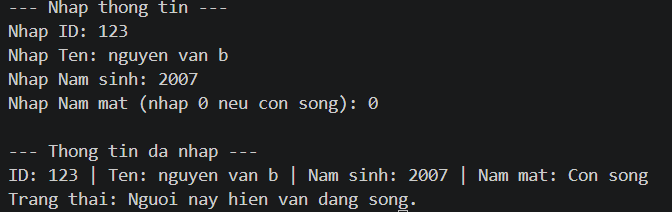 --- Nhap thong tin ---
Nhap ID: 123
Nhap Ten: nguyen van b
Nhap Nam sinh: 2007
Nhap Nam mat (nhap 0 neu con song): 0
--- Thong tin da nhap ---
ID: 123 | Ten: nguyen van b | Nam sinh: 2007 | Nam mat: Con song
Trang thai: Nguoi nay hien van dang song.